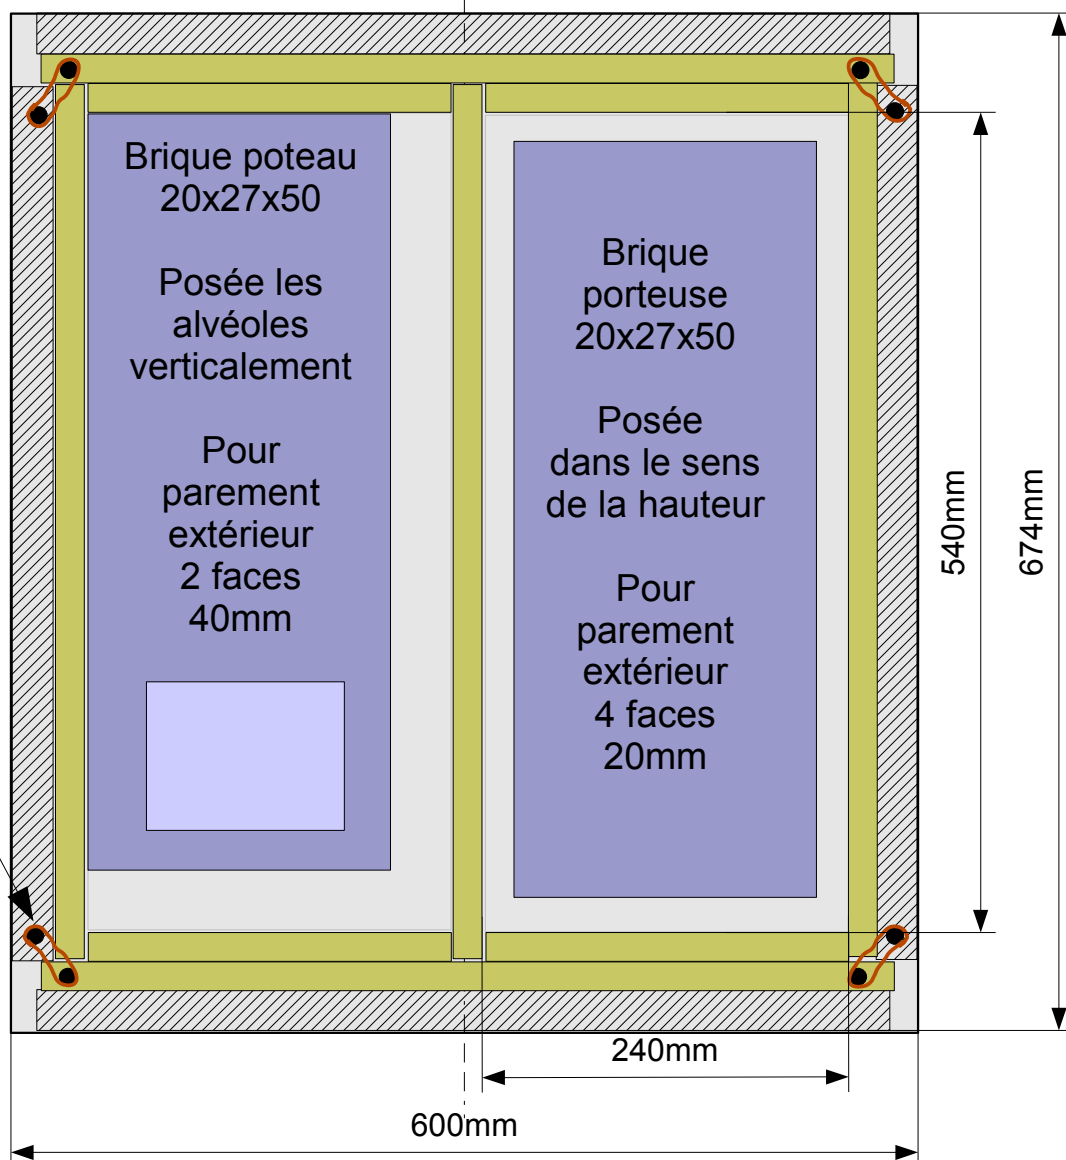 Brique poteau
20x27x50
Posée les
alvéoles
verticalement
Pour
parement
extérieur
2 faces
40mm
Brique
porteuse
20x27x50
Posée
dans le sens
de la hauteur
Pour
parement
extérieur
4 faces
20mm
540mm
674mm
240mm
600mm